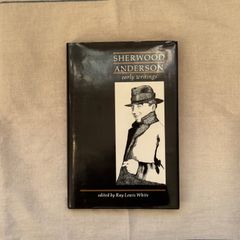 SHERWOOD
ANDERSON
early writings
edited by Ray Lewis White